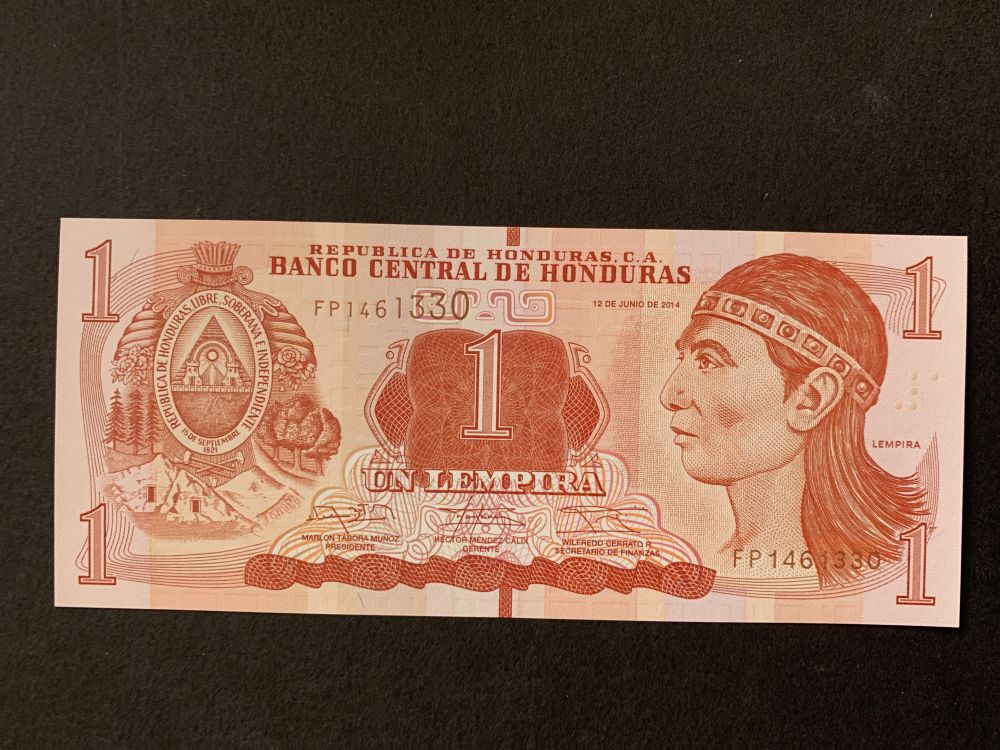 1
REPUBLICA DE HONDURAS, C.A.
BANCO CENTRAL DE HONDURAS
1
FP1461330
12 DE JUNIO DE 2014
REPUBLICA DE HONDURAS LIBRE, SOBERANA E INDEPENDIENTE
15 DE SEPTIEMBRE
1821
1
LEMPIRA
UN LEMPIRA
MARLON TABORA MUÑOZ
PRESIDENTE
HECTOR MENDEZ CALIX
GERENTE
WILFREDO CERRATO R.
SECRETARIO DE FINANZAS
FP1461330
1
1